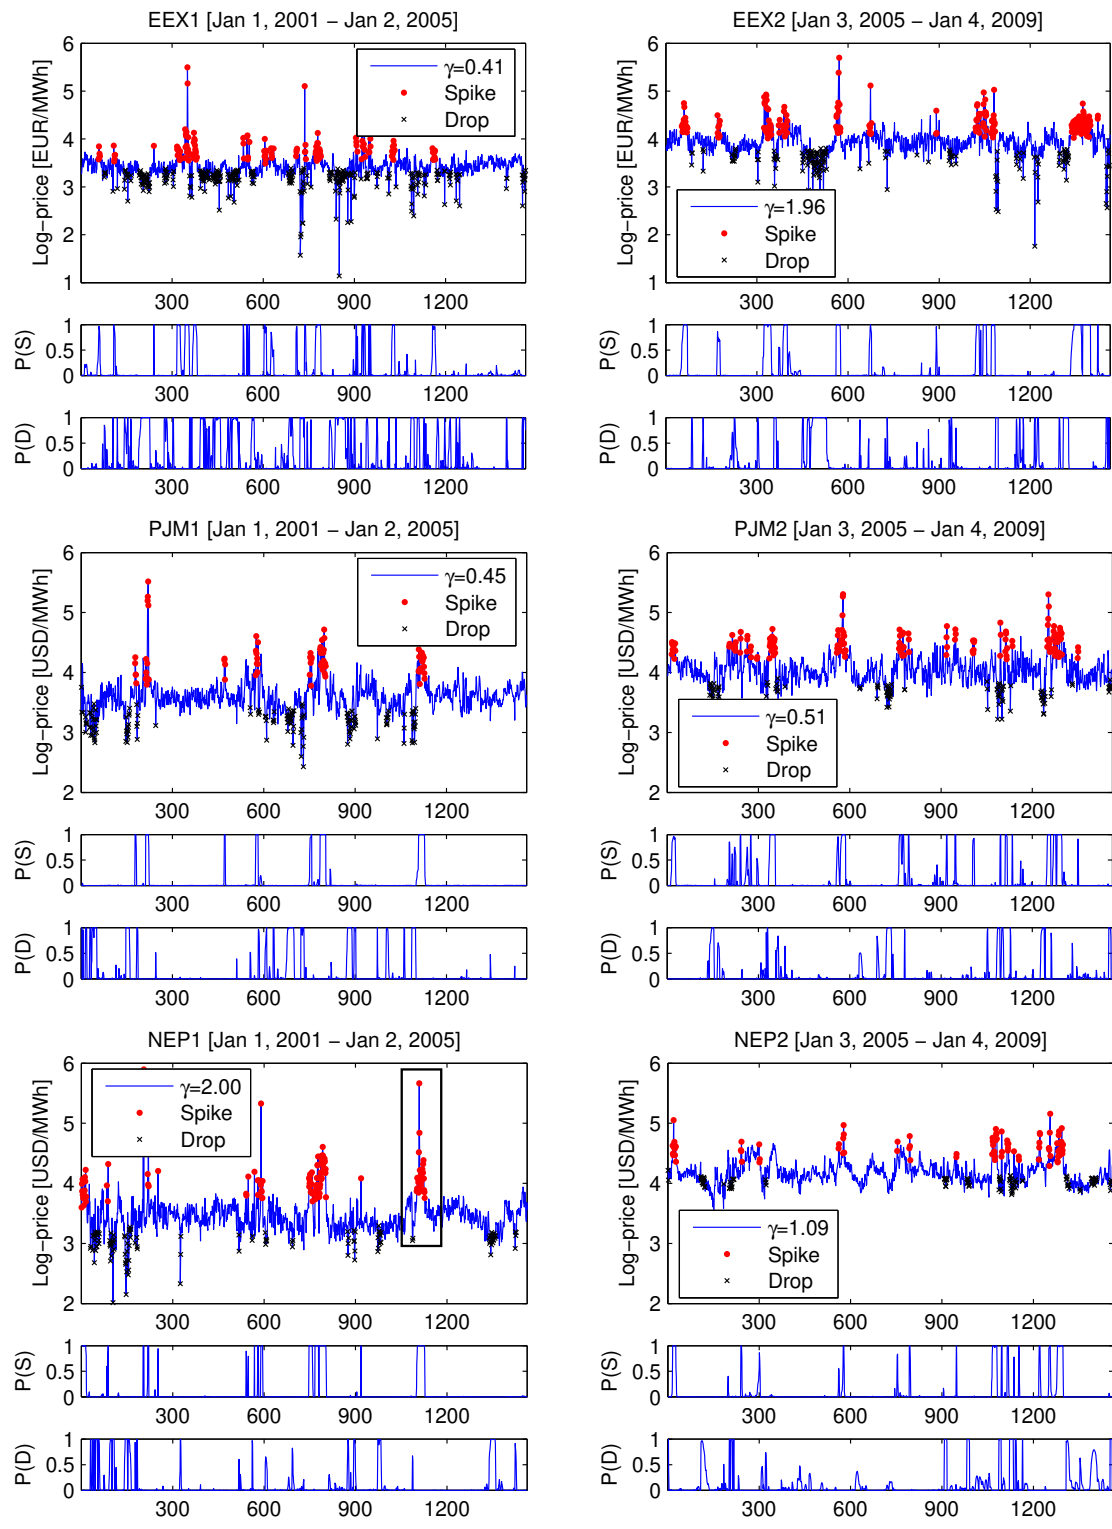 EEX1 [Jan 1, 2001 − Jan 2, 2005]
Log−price [EUR/MWh]
6
5
4
3
2
1
γ=0.41
Spike
Drop
300 600 900 1200
P(S)
1
0.5
0
300 600 900 1200
P(D)
1
0.5
0
300 600 900 1200
EEX2 [Jan 3, 2005 − Jan 4, 2009]
Log−price [EUR/MWh]
6
5
4
3
2
1
γ=1.96
Spike
Drop
300 600 900 1200
P(S)
1
0.5
0
300 600 900 1200
P(D)
1
0.5
0
300 600 900 1200
PJM1 [Jan 1, 2001 − Jan 2, 2005]
Log−price [USD/MWh]
6
5
4
3
2
γ=0.45
Spike
Drop
300 600 900 1200
P(S)
1
0.5
0
300 600 900 1200
P(D)
1
0.5
0
300 600 900 1200
PJM2 [Jan 3, 2005 − Jan 4, 2009]
Log−price [USD/MWh]
6
5
4
3
2
γ=0.51
Spike
Drop
300 600 900 1200
P(S)
1
0.5
0
300 600 900 1200
P(D)
1
0.5
0
300 600 900 1200
NEP1 [Jan 1, 2001 − Jan 2, 2005]
Log−price [USD/MWh]
6
5
4
3
2
γ=2.00
Spike
Drop
300 600 900 1200
P(S)
1
0.5
0
300 600 900 1200
P(D)
1
0.5
0
300 600 900 1200
NEP2 [Jan 3, 2005 − Jan 4, 2009]
Log−price [USD/MWh]
6
5
4
3
2
γ=1.09
Spike
Drop
300 600 900 1200
P(S)
1
0.5
0
300 600 900 1200
P(D)
1
0.5
0
300 600 900 1200